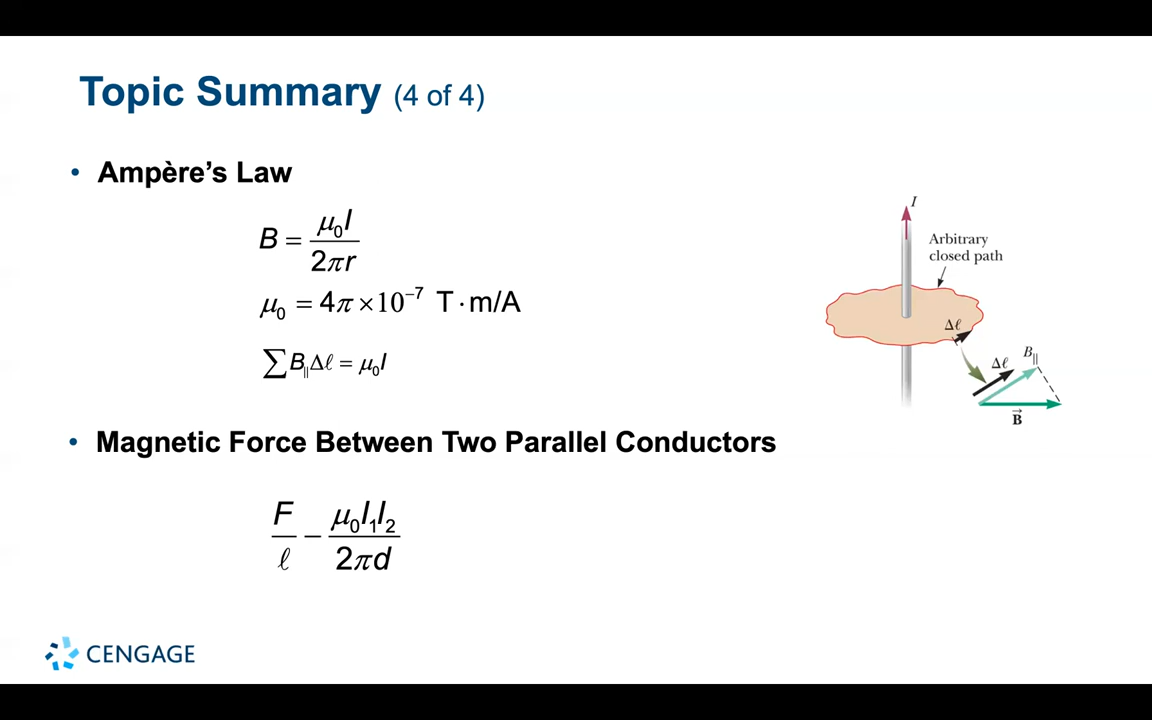 Topic Summary (4 of 4)
• Ampère's Law
B = μ₀I / 2πr
μ₀ = 4π ×10⁻⁷ T·m/A
∑B∥Δℓ = μ₀I
I
Arbitrary
closed path
Δℓ
Δℓ
B∥
B⃗
• Magnetic Force Between Two Parallel Conductors
F / ℓ − μ₀I₁I₂ / 2πd
CENGAGE